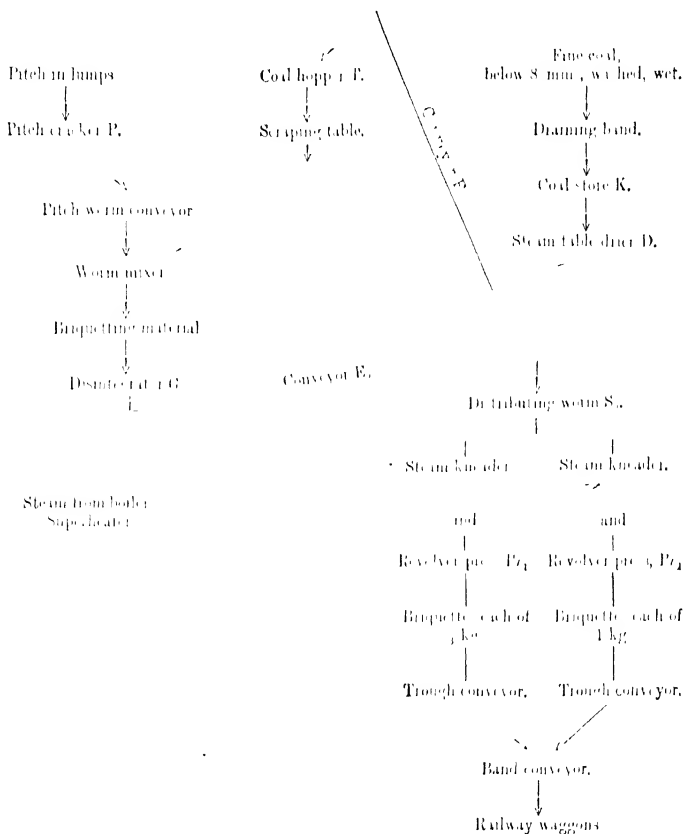 Pitch in lumps
Pitch cracker P.
Pitch worm conveyor
Worm mixer
Briquetting material
Disintegrator G
Steam from boiler
Superheater
Coal hopper T.
Scraping table.
Conveyor
Conveyor
Fine coal,
below 8 mm, washed, wet.
Draining band.
Coal store K.
Steam table drier D.
Distributing worm
Steam kneader Steam kneader.
and and
Revolver press Revolver press
Briquettes each of Briquettes each of
kg 1 kg
Trough conveyor. Trough conveyor.
Band conveyor.
Railway waggons